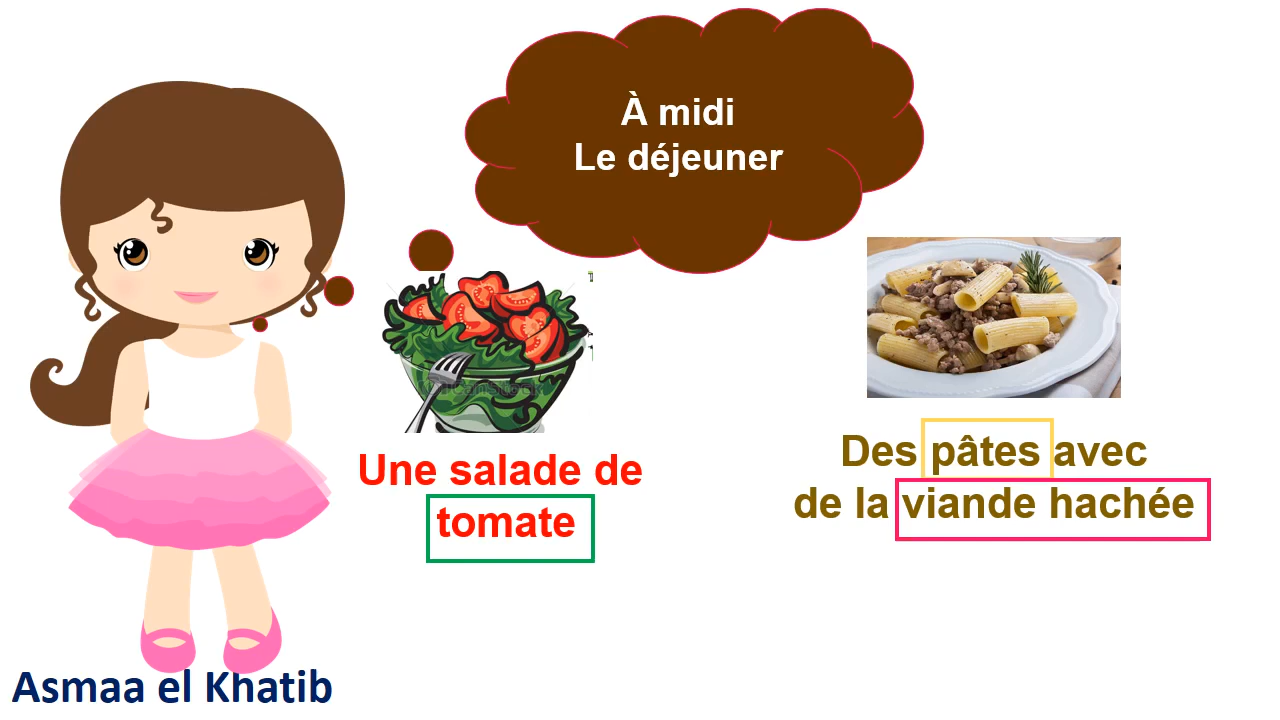 À midi
Le déjeuner
Une salade de
tomate
Des pâtes avec
de la viande hachée
Asmaa el Khatib